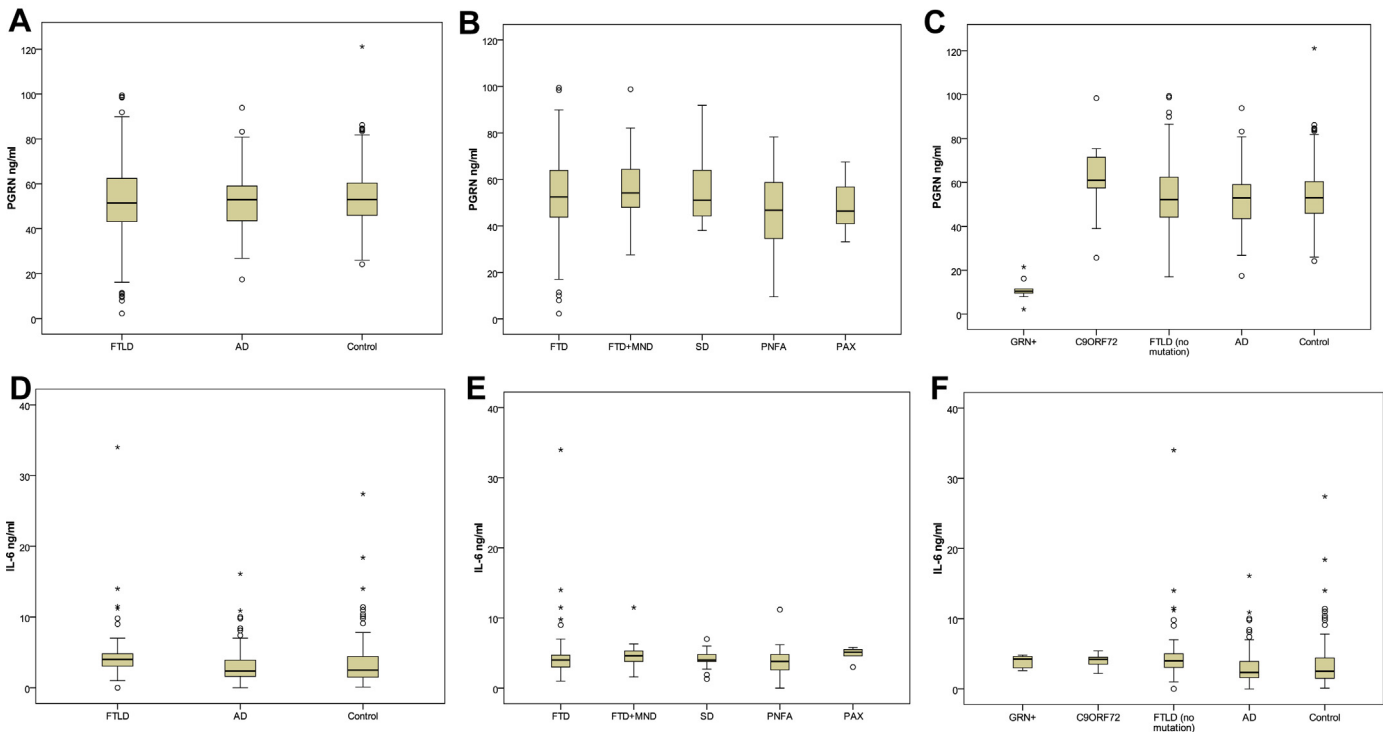 A
PGRN ng/ml
120
100
80
60
40
20
0
FTLD AD Control
B
PGRN ng/ml
120
100
80
60
40
20
0
FTD FTD+MND SD PNFA PAX
C
PGRN ng/ml
120
100
80
60
40
20
0
GRN+ C9ORF72 FTLD (no AD Control
mutation)
D
IL-6 ng/ml
40
30
20
10
0
FTLD AD Control
E
IL-6 ng/ml
40
30
20
10
0
FTD FTD+MND SD PNFA PAX
F
IL-6 ng/ml
40
30
20
10
0
GRN+ C9ORF72 FTLD (no AD Control
mutation)